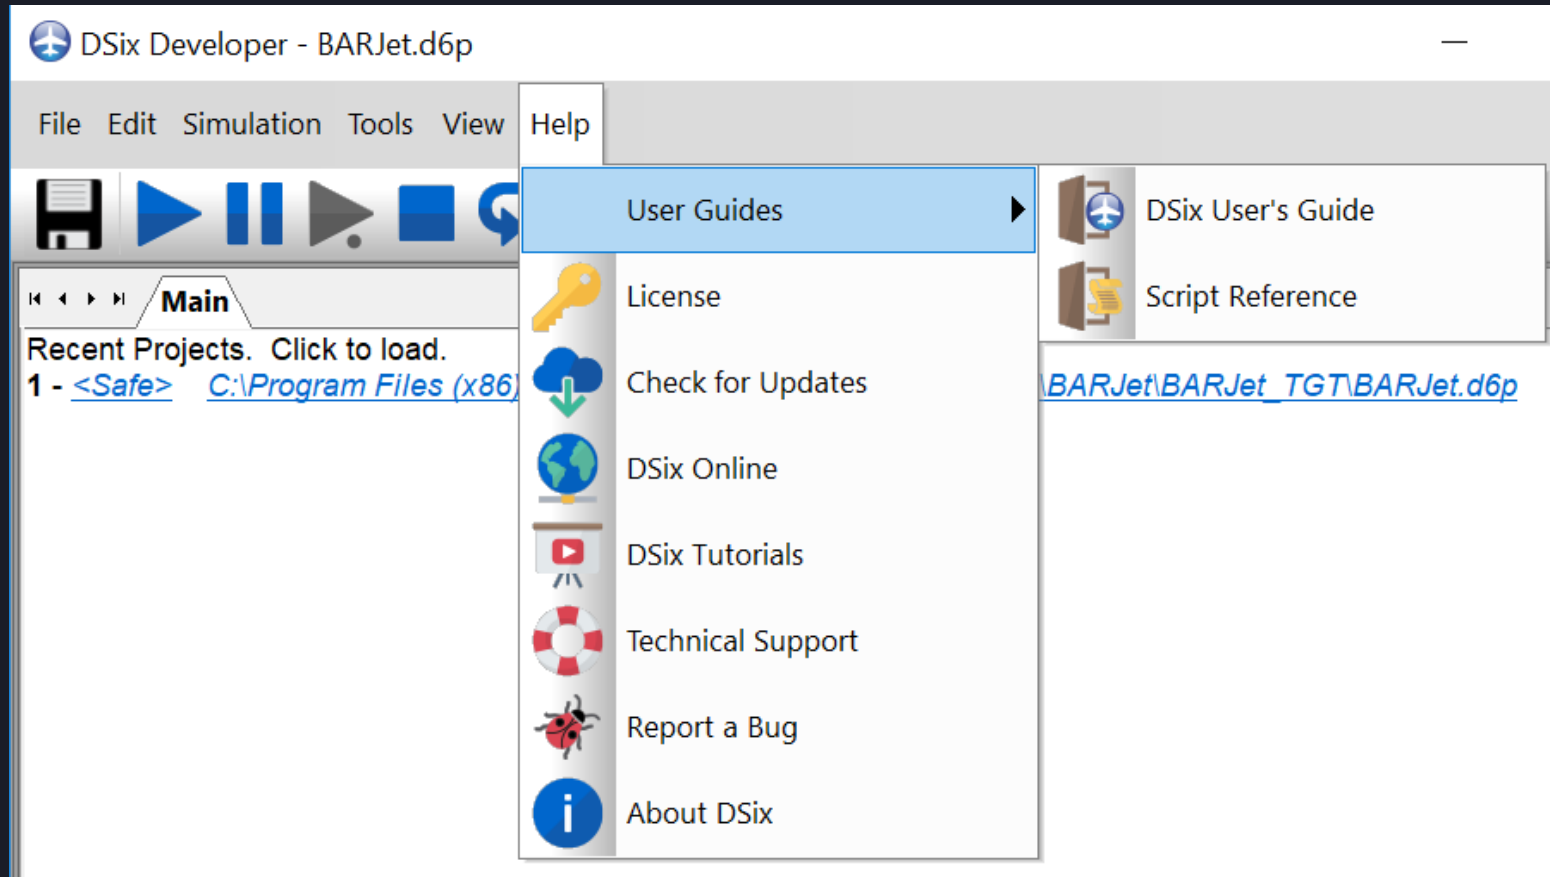 DSix Developer - BARJet.d6p
File Edit Simulation Tools View Help
User Guides
DSix User's Guide
Script Reference
License
Check for Updates
DSix Online
DSix Tutorials
Technical Support
Report a Bug
About DSix
Main
Recent Projects.  Click to load.
1 - <Safe> C:\Program Files (x86) \BARJet\BARJet_TGT\BARJet.d6p